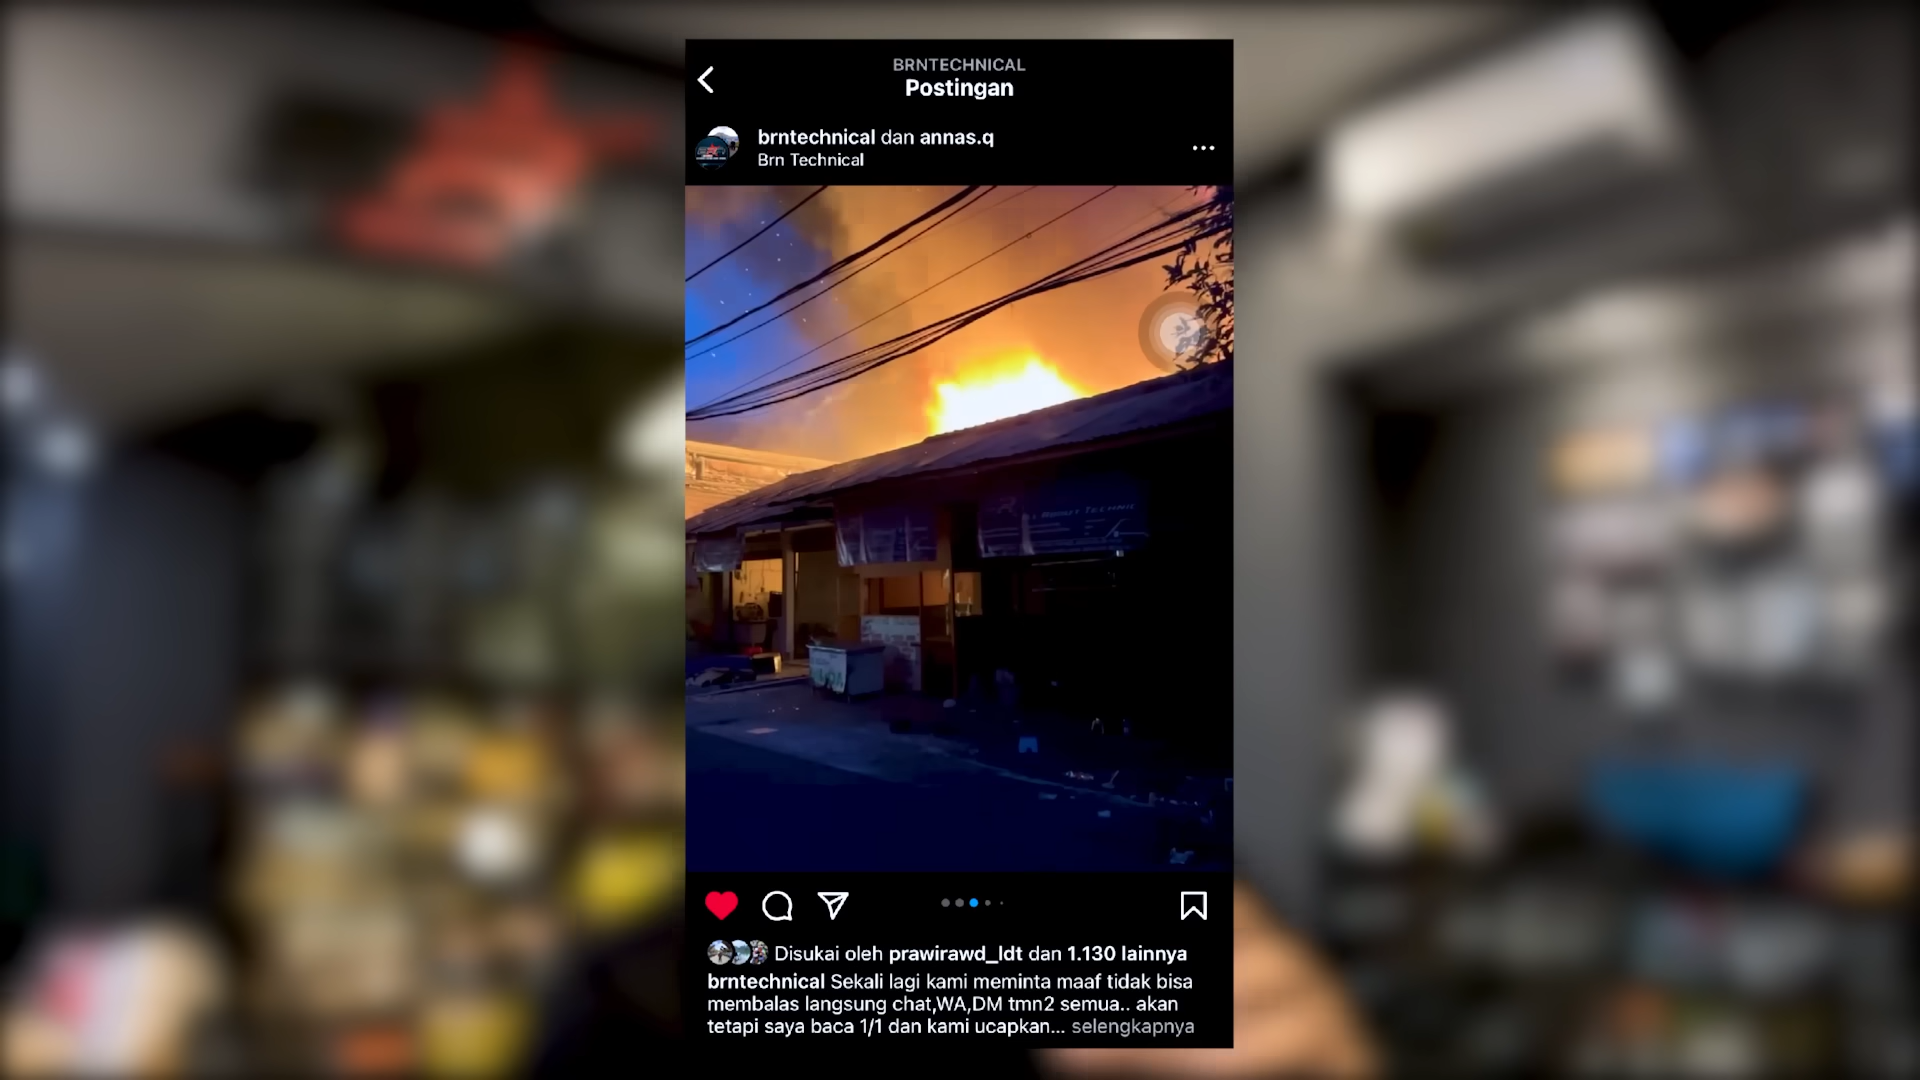 BRNTECHNICAL
Postingan
brntechnical dan annas.q
Brn Technical
Disukai oleh prawirawd_ldt dan 1.130 lainnya
brntechnical Sekali lagi kami meminta maaf tidak bisa
membalas langsung chat,WA,DM tmn2 semua.. akan
tetapi saya baca 1/1 dan kami ucapkan... selengkapnya